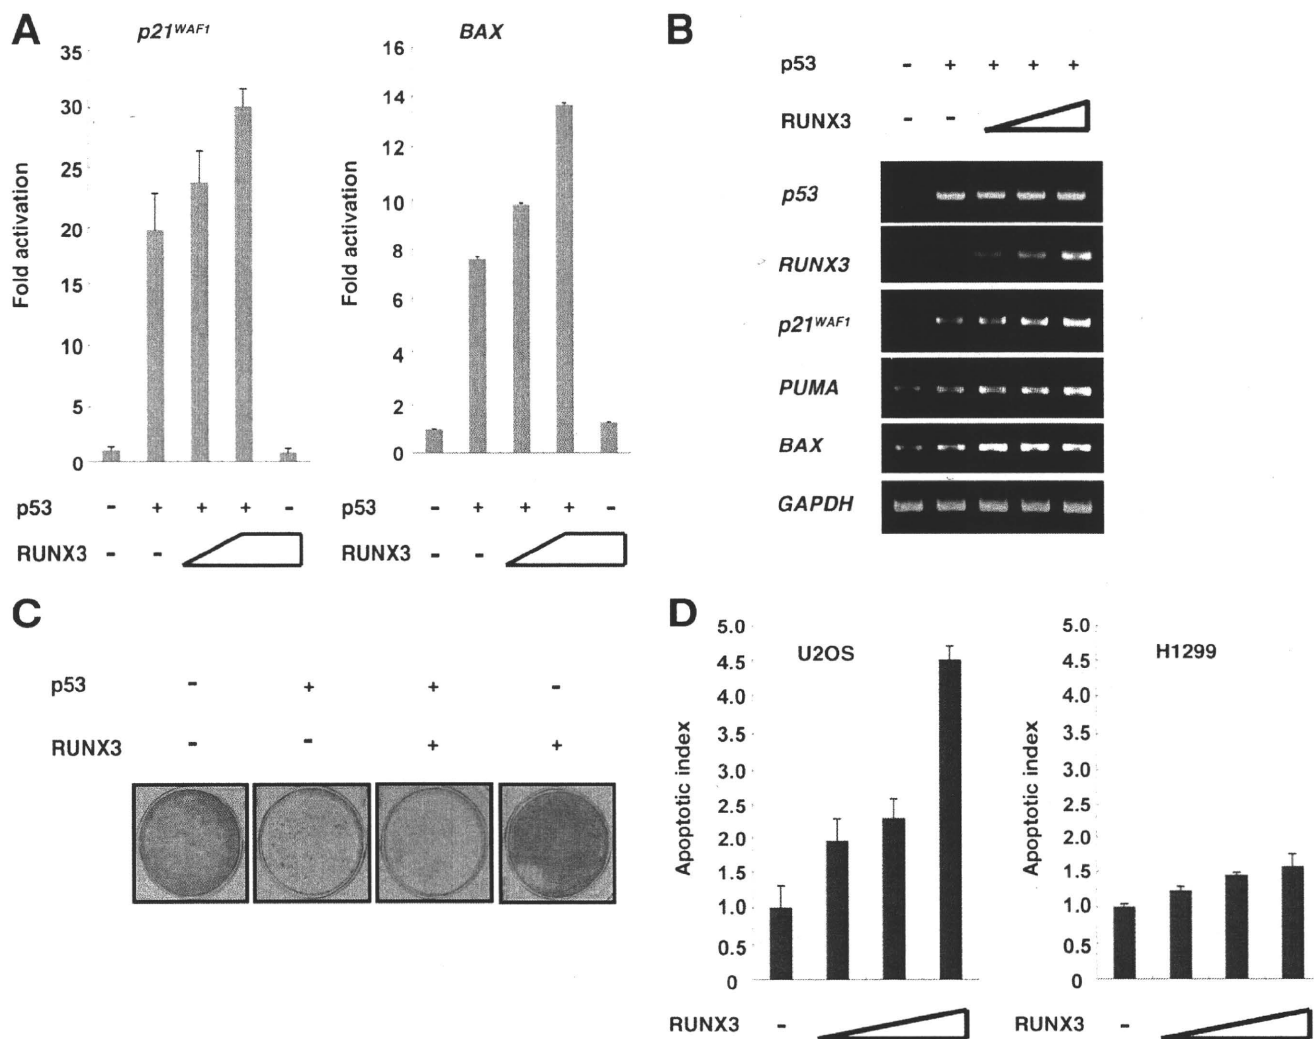 A
p21WAF1
BAX
35
30
25
20
15
10
5
0
Fold activation
16
14
12
10
8
6
4
2
0
Fold activation
p53 - + + + -
RUNX3 - -
p53 - + + + -
RUNX3 - -
B
p53 - + + + +
RUNX3 - -
p53
RUNX3
p21WAF1
PUMA
BAX
GAPDH
C
p53 - + + -
RUNX3 - - + +
D
U2OS
5.0
4.5
4.0
3.5
3.0
2.5
2.0
1.5
1.0
0.5
0
Apoptotic index
RUNX3 -
H1299
5.0
4.5
4.0
3.5
3.0
2.5
2.0
1.5
1.0
0.5
0
Apoptotic index
RUNX3 -